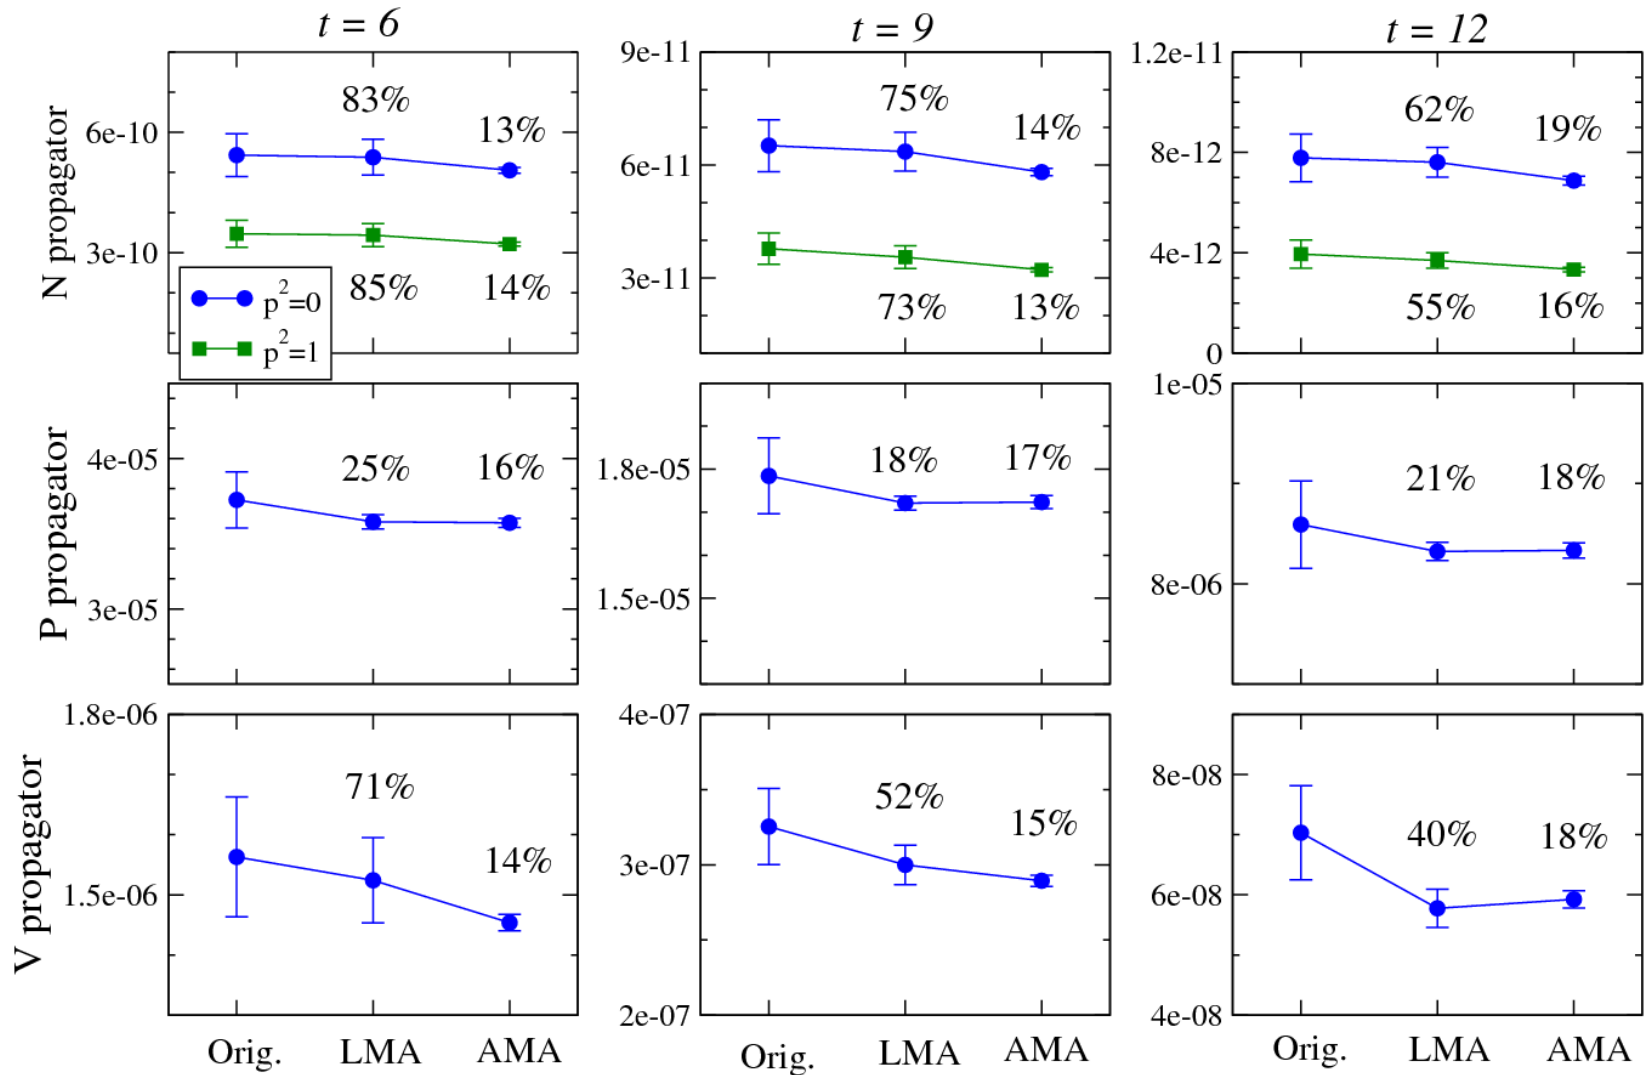 t = 6
t = 9
t = 12
N propagator
6e-10
3e-10
83%
13%
85%
14%
p²=0
p²=1
9e-11
6e-11
3e-11
75%
14%
73%
13%
1.2e-11
8e-12
4e-12
0
62%
19%
55%
16%
P propagator
4e-05
3e-05
25%
16%
1.8e-05
1.5e-05
18%
17%
1e-05
8e-06
21%
18%
V propagator
1.8e-06
1.5e-06
71%
14%
4e-07
3e-07
2e-07
52%
15%
8e-08
6e-08
4e-08
40%
18%
Orig. LMA AMA
Orig. LMA AMA
Orig. LMA AMA